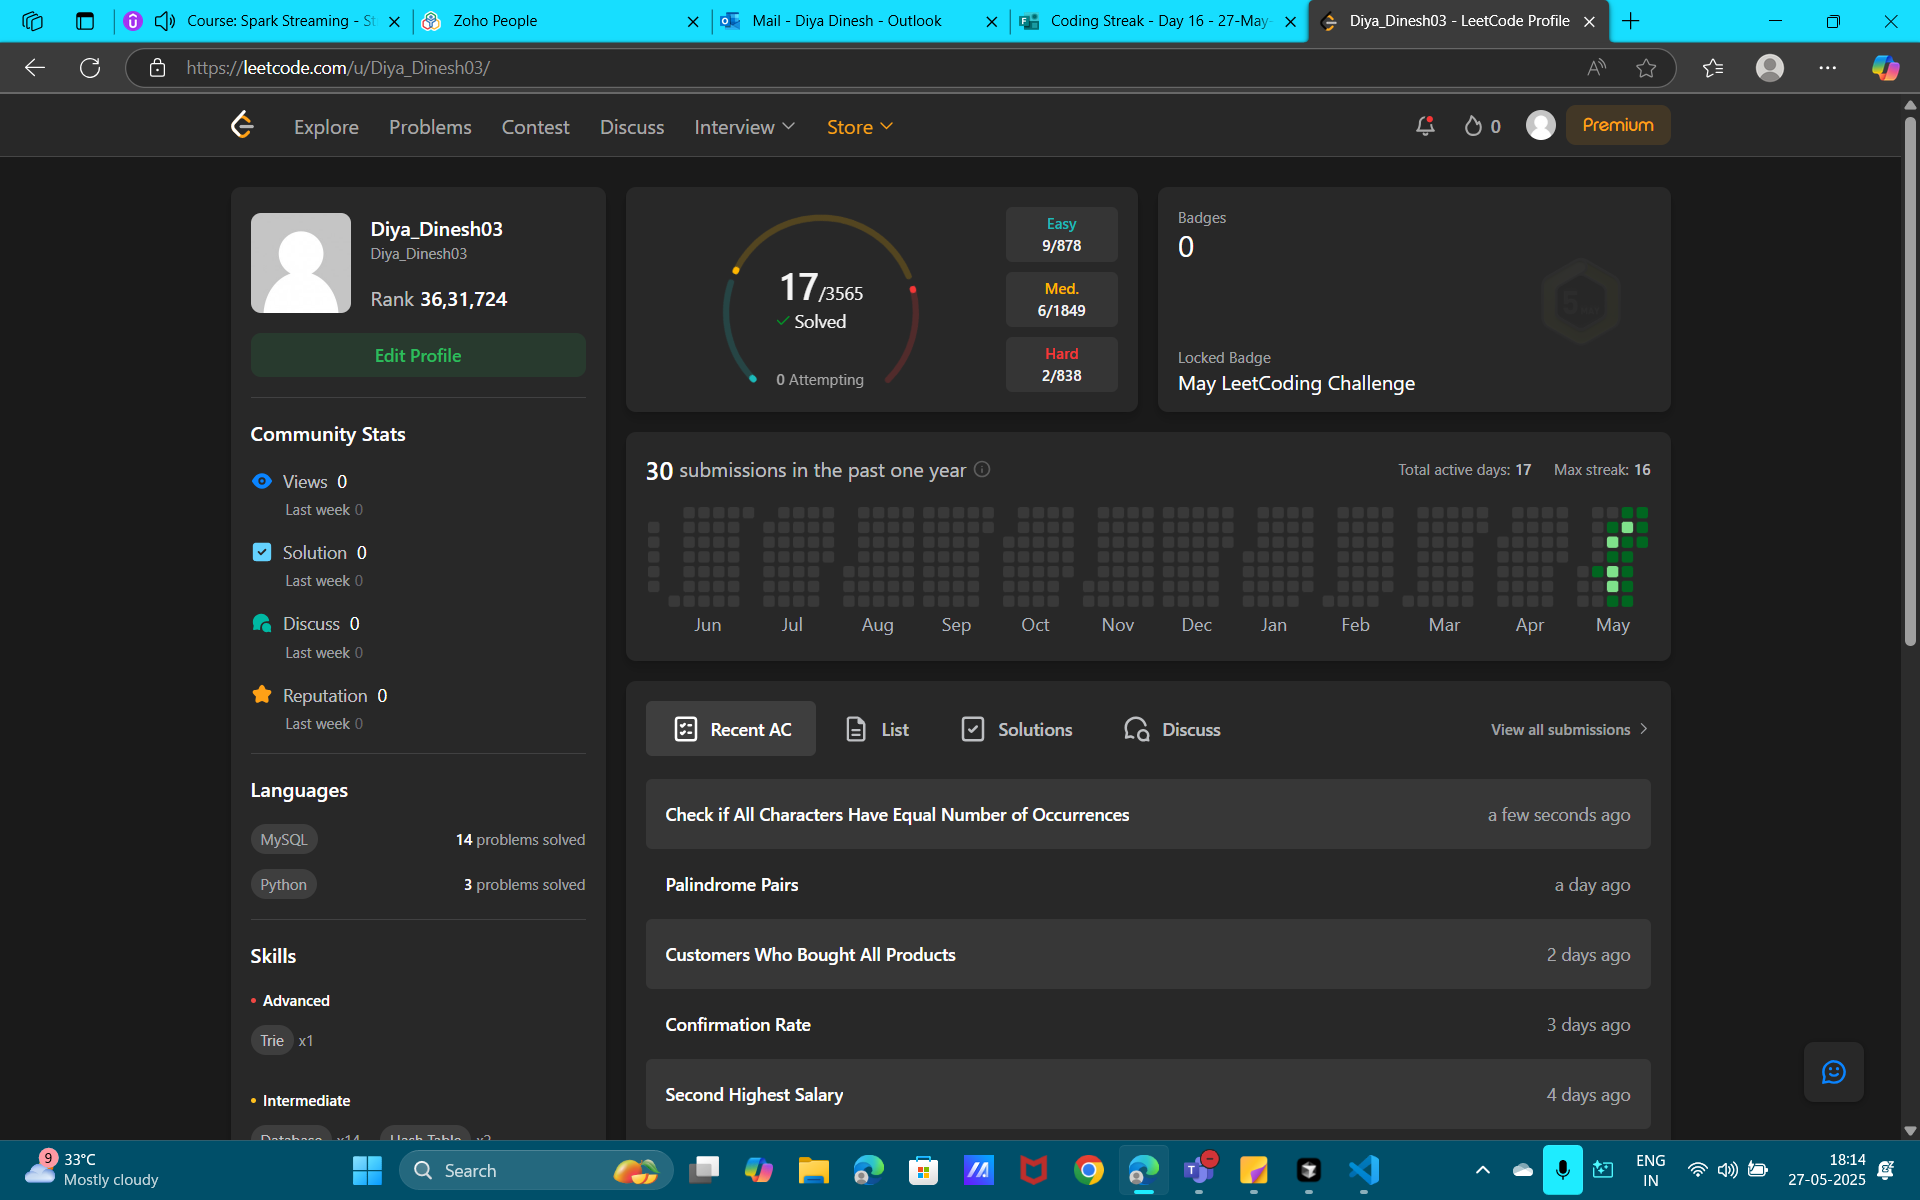 Course: Spark Streaming - St
Zoho People
Mail - Diya Dinesh - Outlook
Coding Streak - Day 16 - 27-May-
Diya_Dinesh03 - LeetCode Profile
https://leetcode.com/u/Diya_Dinesh03/
Explore
Problems
Contest
Discuss
Interview
Store
0
Premium
Diya_Dinesh03
Diya_Dinesh03
Rank 36,31,724
Edit Profile
Community Stats
Views 0
Last week 0
Solution 0
Last week 0
Discuss 0
Last week 0
Reputation 0
Last week 0
Languages
MySQL 14 problems solved
Python 3 problems solved
Skills
Advanced
Trie x1
Intermediate
Database x14 Hash Table x2
17/3565
Solved
0 Attempting
Easy
9/878
Med.
6/1849
Hard
2/838
Badges
0
Locked Badge
May LeetCoding Challenge
30 submissions in the past one year
Total active days: 17 Max streak: 16
Jun Jul Aug Sep Oct Nov Dec Jan Feb Mar Apr May
Recent AC
List
Solutions
Discuss
View all submissions
Check if All Characters Have Equal Number of Occurrences a few seconds ago
Palindrome Pairs a day ago
Customers Who Bought All Products 2 days ago
Confirmation Rate 3 days ago
Second Highest Salary 4 days ago
9
33°C
Mostly cloudy
Search
ENG
IN
18:14
27-05-2025